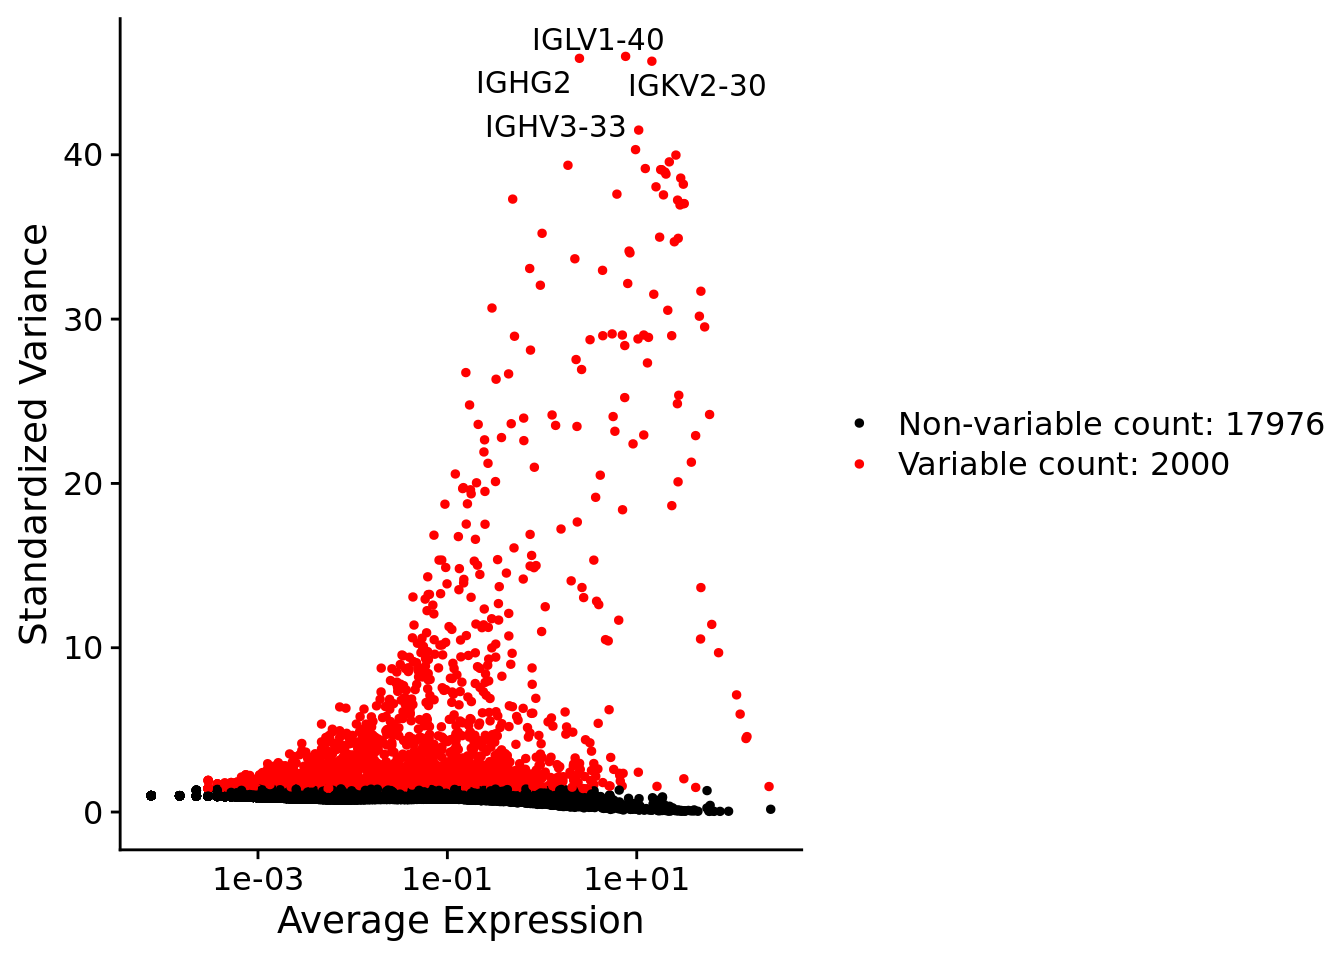 IGLV1-40
IGHG2
IGKV2-30
IGHV3-33
40
30
20
10
0
Standardized Variance
1e-03
1e-01
1e+01
Average Expression
Non-variable count: 17976
Variable count: 2000